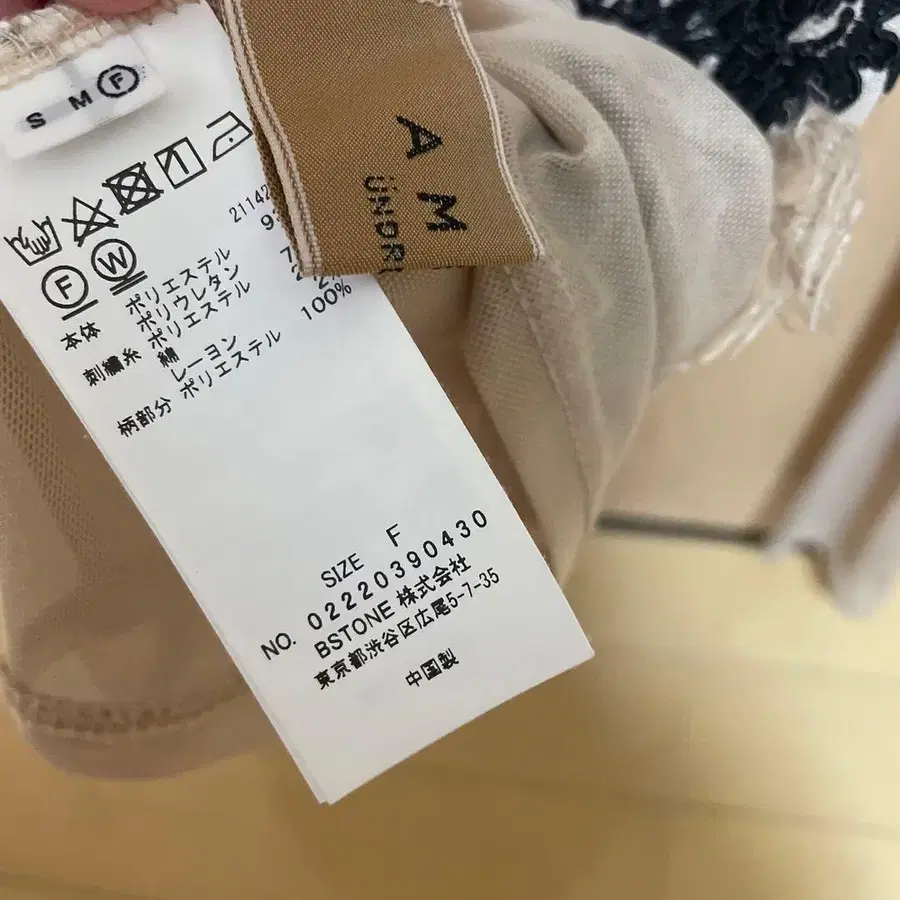 S M F
F W
21142
本体 ポリエステル 9
ポリウレタン 7
刺繍糸 ポリエステル
綿
レーヨン
柄部分 ポリエステル 100%
SIZE F
NO. 02220390430
BSTONE 株式会社
東京都渋谷区広尾5-7-35
中国製
A M